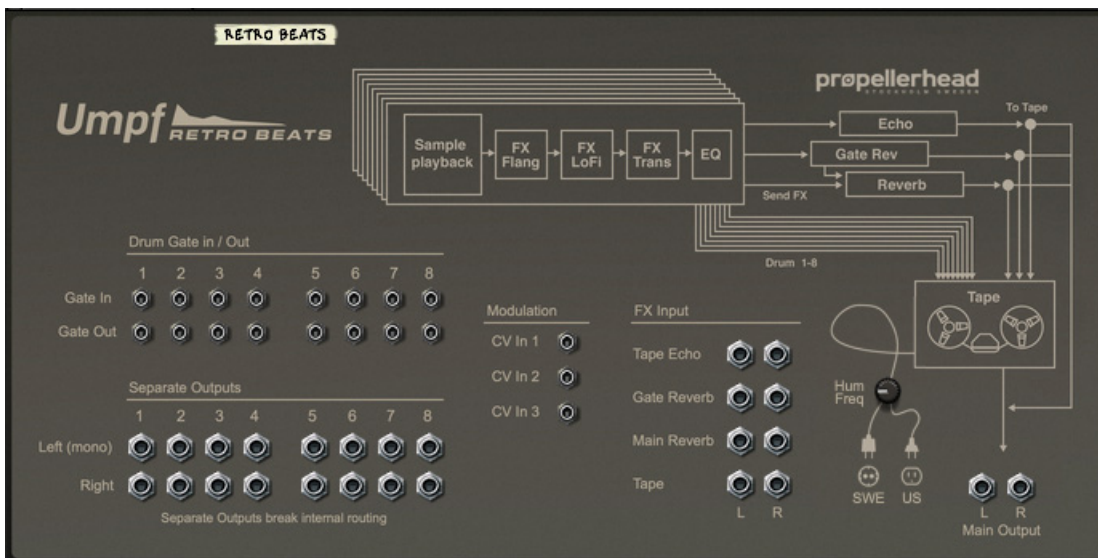 RETRO BEATS
propellerhead
STOCKHOLM SWEDEN
Umpf RETRO BEATS
To Tape
Sample playback
FX Flang
FX LoFi
FX Trans
EQ
Echo
Gate Rev
Reverb
Send FX
Drum 1-8
Drum Gate in / Out
1 2 3 4 5 6 7 8
Gate In
Gate Out
Separate Outputs
1 2 3 4 5 6 7 8
Left (mono)
Right
Separate Outputs break internal routing
Modulation
CV In 1
CV In 2
CV In 3
FX Input
Tape Echo
Gate Reverb
Main Reverb
Tape
L R
Tape
Hum Freq
SWE US
L R
Main Output